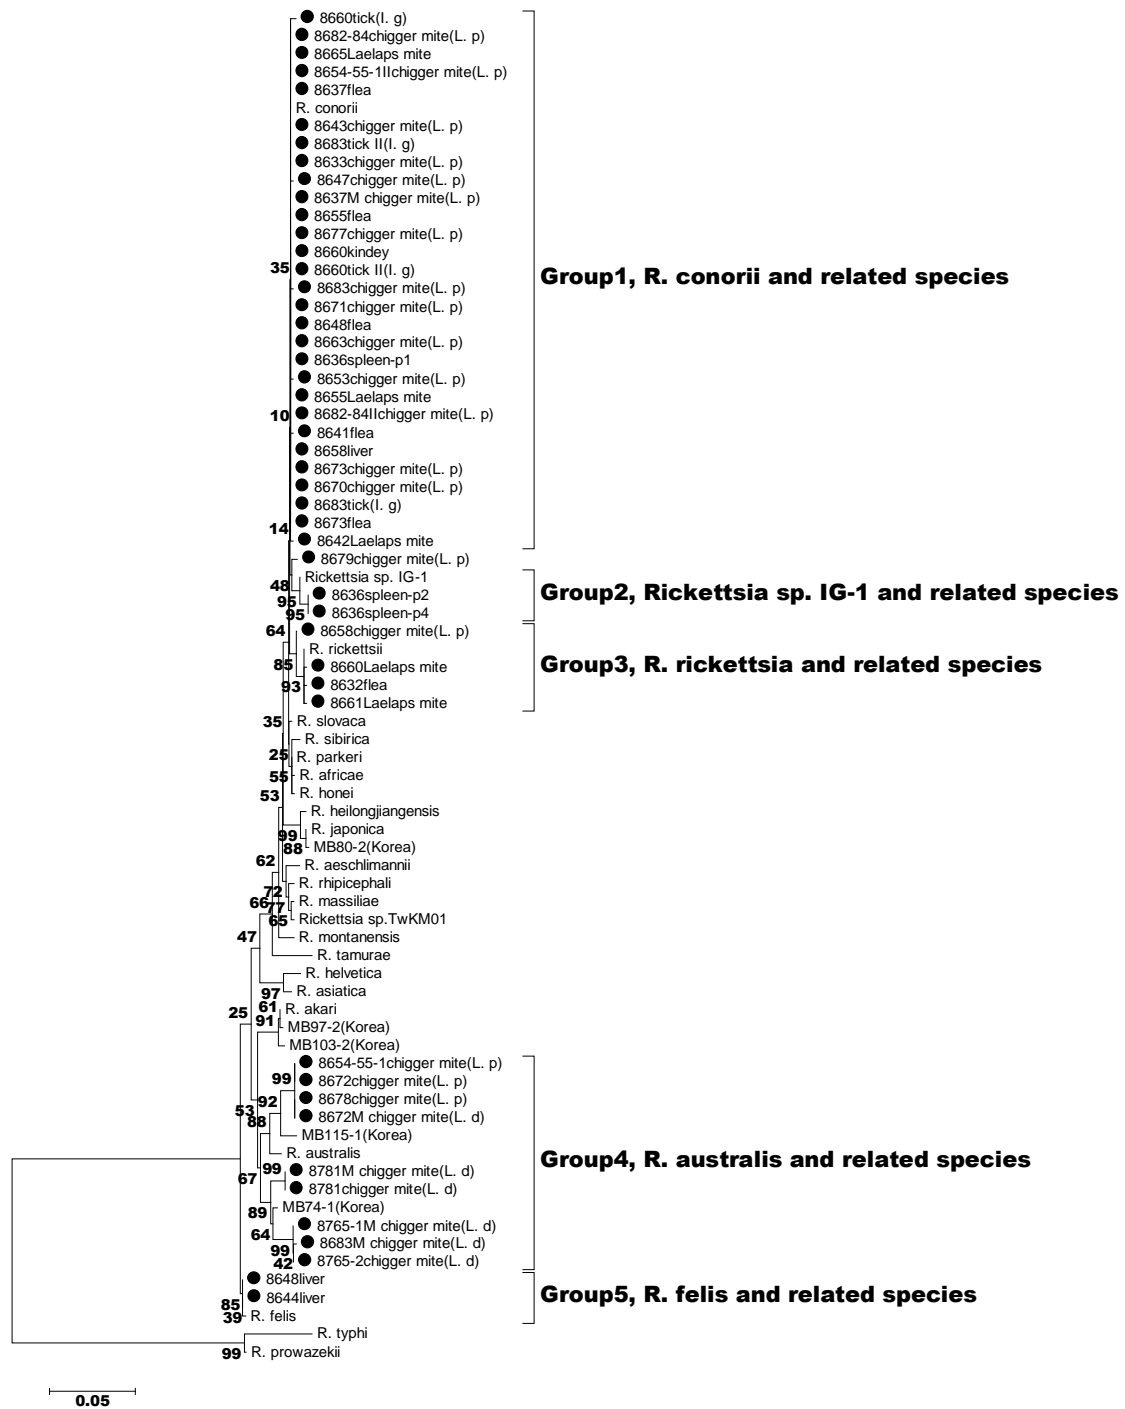 8660tick(I. g)
8682-84chigger mite(L. p)
8665Laelaps mite
8654-55-1IIchigger mite(L. p)
8637flea
R. conorii
8643chigger mite(L. p)
8683tick II(I. g)
8633chigger mite(L. p)
8647chigger mite(L. p)
8637M chigger mite(L. p)
8655flea
8677chigger mite(L. p)
8660kindey
35
8660tick II(I. g)
Group1, R. conorii and related species
8683chigger mite(L. p)
8671chigger mite(L. p)
8648flea
8663chigger mite(L. p)
8636spleen-p1
8653chigger mite(L. p)
8655Laelaps mite
10
8682-84IIchigger mite(L. p)
8641flea
8658liver
8673chigger mite(L. p)
8670chigger mite(L. p)
8683tick(I. g)
8673flea
14
8642Laelaps mite
8679chigger mite(L. p)
Rickettsia sp. IG-1
48
8636spleen-p2
Group2, Rickettsia sp. IG-1 and related species
95
8636spleen-p4
95
8658chigger mite(L. p)
64
R. rickettsii
85
8660Laelaps mite
Group3, R. rickettsia and related species
8632flea
93
8661Laelaps mite
35
R. slovaca
R. sibirica
25
R. parkeri
55
R. africae
53
R. honei
R. heilongjiangensis
R. japonica
99
88
MB80-2(Korea)
62
R. aeschlimannii
R. rhipicephali
72
66
R. massiliae
77
65
Rickettsia sp.TwKM01
47
R. montanensis
R. tamurae
R. helvetica
97
R. asiatica
61
R. akari
25
91
MB97-2(Korea)
MB103-2(Korea)
8654-55-1chigger mite(L. p)
99
8672chigger mite(L. p)
92
8678chigger mite(L. p)
53
88
8672M chigger mite(L. d)
MB115-1(Korea)
R. australis
Group4, R. australis and related species
99
8781M chigger mite(L. d)
67
8781chigger mite(L. d)
89
MB74-1(Korea)
8765-1M chigger mite(L. d)
64
8683M chigger mite(L. d)
99
42
8765-2chigger mite(L. d)
8648liver
8644liver
Group5, R. felis and related species
85
39
R. felis
R. typhi
99
R. prowazekii
0.05